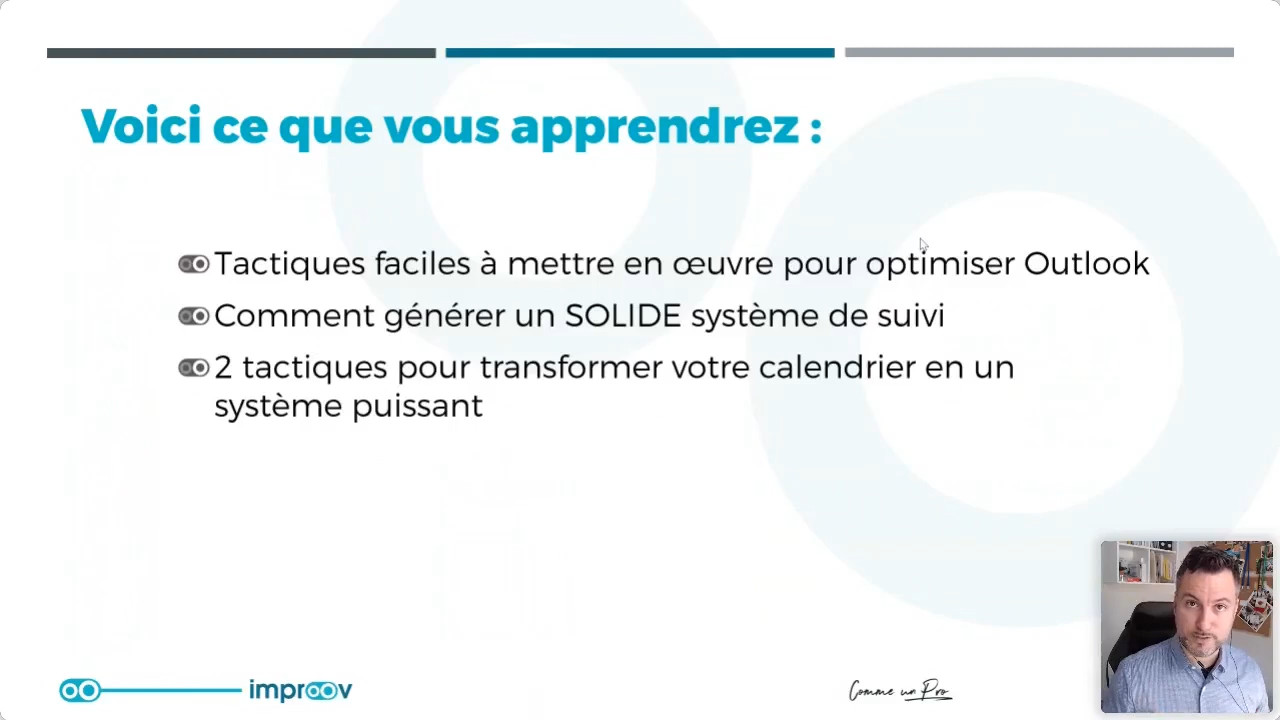 Voici ce que vous apprendrez :
Tactiques faciles à mettre en œuvre pour optimiser Outlook
Comment générer un SOLIDE système de suivi
2 tactiques pour transformer votre calendrier en un
système puissant
improov
Comme un Pro